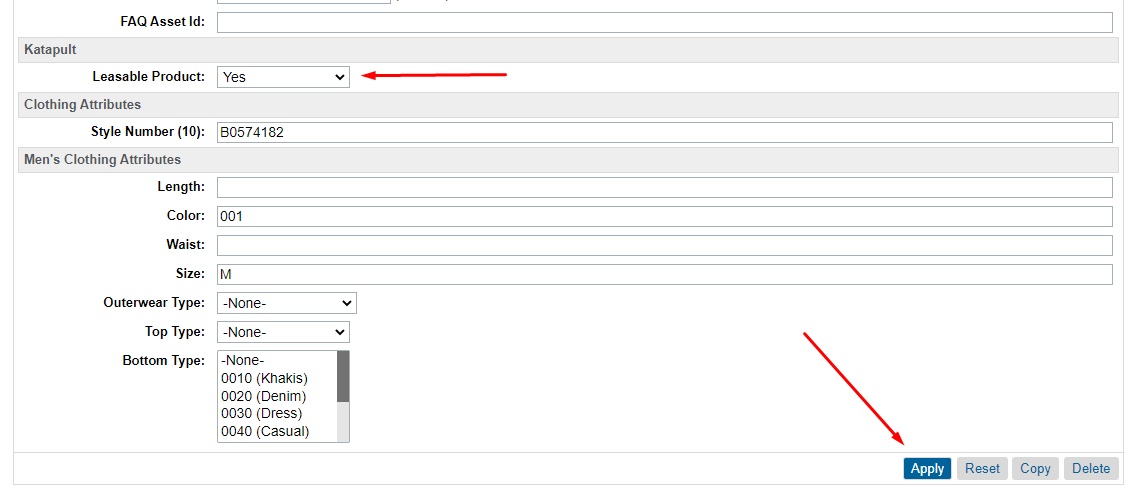 FAQ Asset Id:
Katapult
Leasable Product: Yes
Clothing Attributes
Style Number (10): B0574182
Men's Clothing Attributes
Length:
Color: 001
Waist:
Size: M
Outerwear Type: -None-
Top Type: -None-
Bottom Type: -None-
0010 (Khakis)
0020 (Denim)
0030 (Dress)
0040 (Casual)
Apply Reset Copy Delete